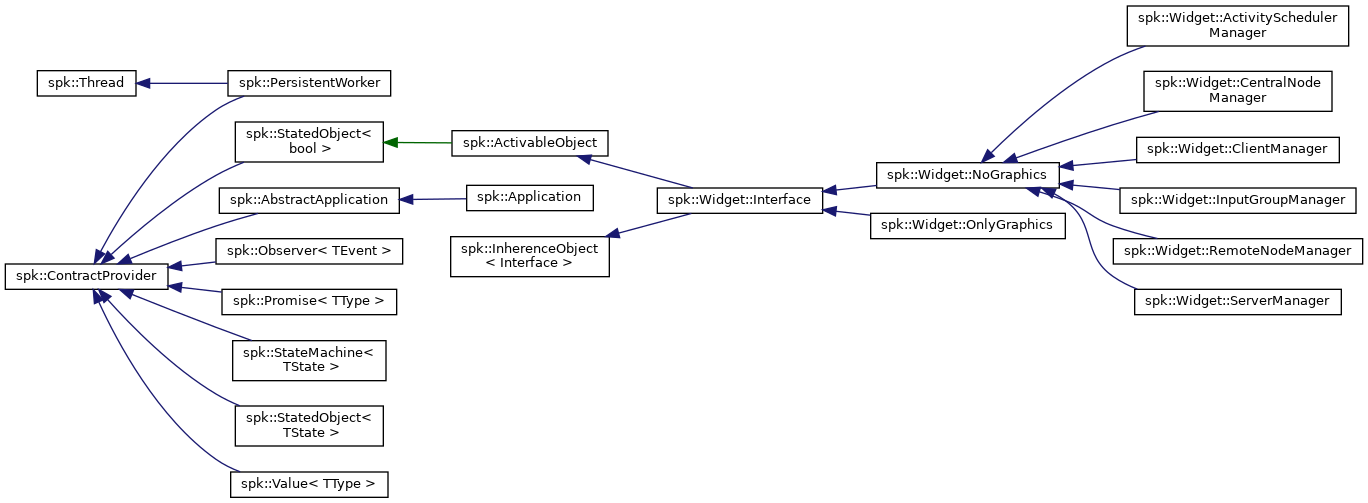 spk::Widget::ActivityScheduler
Manager
spk::Thread
spk::PersistentWorker
spk::Widget::CentralNode
Manager
spk::StatedObject<
bool >
spk::ActivableObject
spk::Widget::ClientManager
spk::Widget::NoGraphics
spk::AbstractApplication
spk::Application
spk::Widget::Interface
spk::Widget::InputGroupManager
spk::Widget::OnlyGraphics
spk::Observer< TEvent >
spk::InherenceObject
< Interface >
spk::Widget::RemoteNodeManager
spk::ContractProvider
spk::Promise< TType >
spk::Widget::ServerManager
spk::StateMachine<
TState >
spk::StatedObject<
TState >
spk::Value< TType >